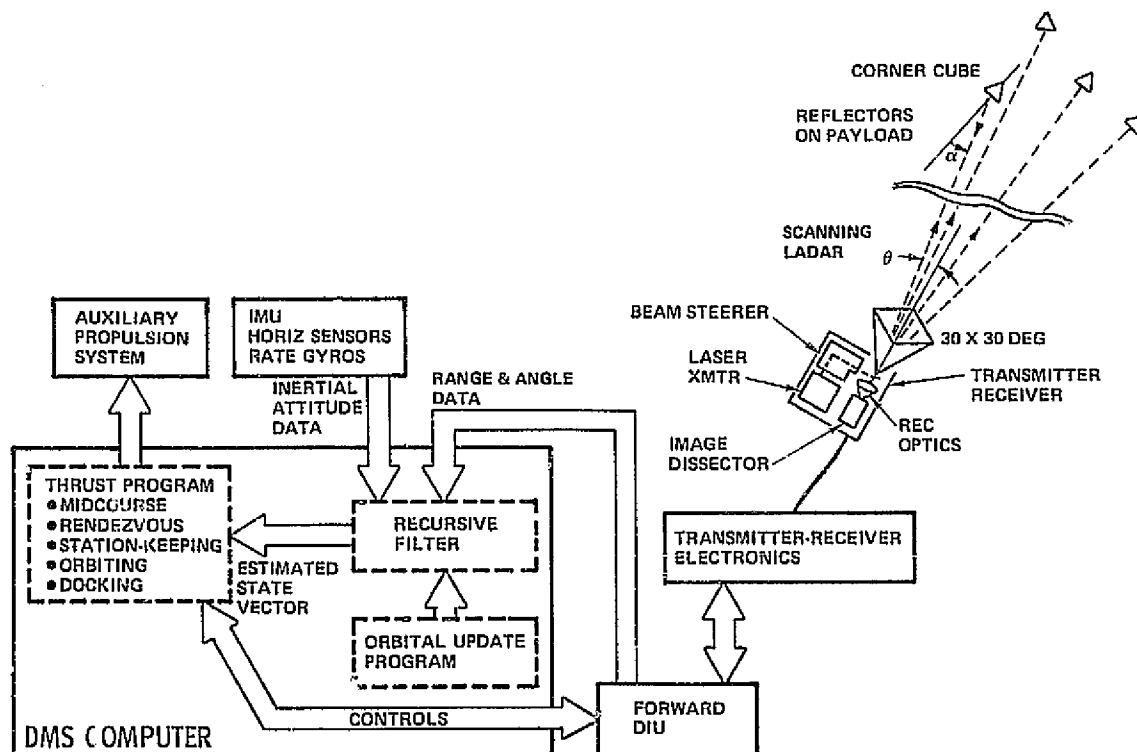 CORNER CUBE
REFLECTORS
ON PAYLOAD
α
SCANNING
LADAR
θ
BEAM STEERER
30 X 30 DEG
LASER
XMTR
TRANSMITTER
RECEIVER
REC
OPTICS
IMAGE
DISSECTOR
AUXILIARY
PROPULSION
SYSTEM
IMU
HORIZ SENSORS
RATE GYROS
INERTIAL
ATTITUDE
DATA
RANGE & ANGLE
DATA
THRUST PROGRAM
●MIDCOURSE
●RENDEZVOUS
●STATION-KEEPING
●ORBITING
●DOCKING
RECURSIVE
FILTER
ESTIMATED
STATE
VECTOR
ORBITAL UPDATE
PROGRAM
TRANSMITTER-RECEIVER
ELECTRONICS
CONTROLS
FORWARD
DIU
DMS COMPUTER